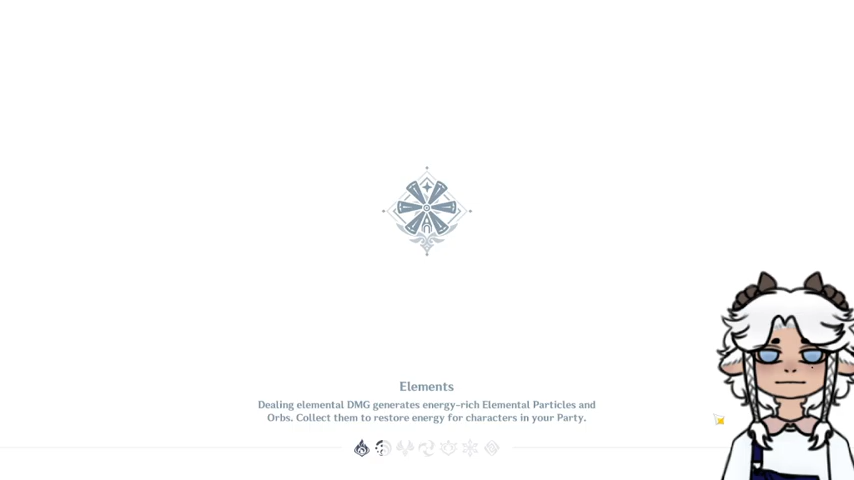 Elements
Dealing elemental DMG generates energy-rich Elemental Particles and
Orbs. Collect them to restore energy for characters in your Party.